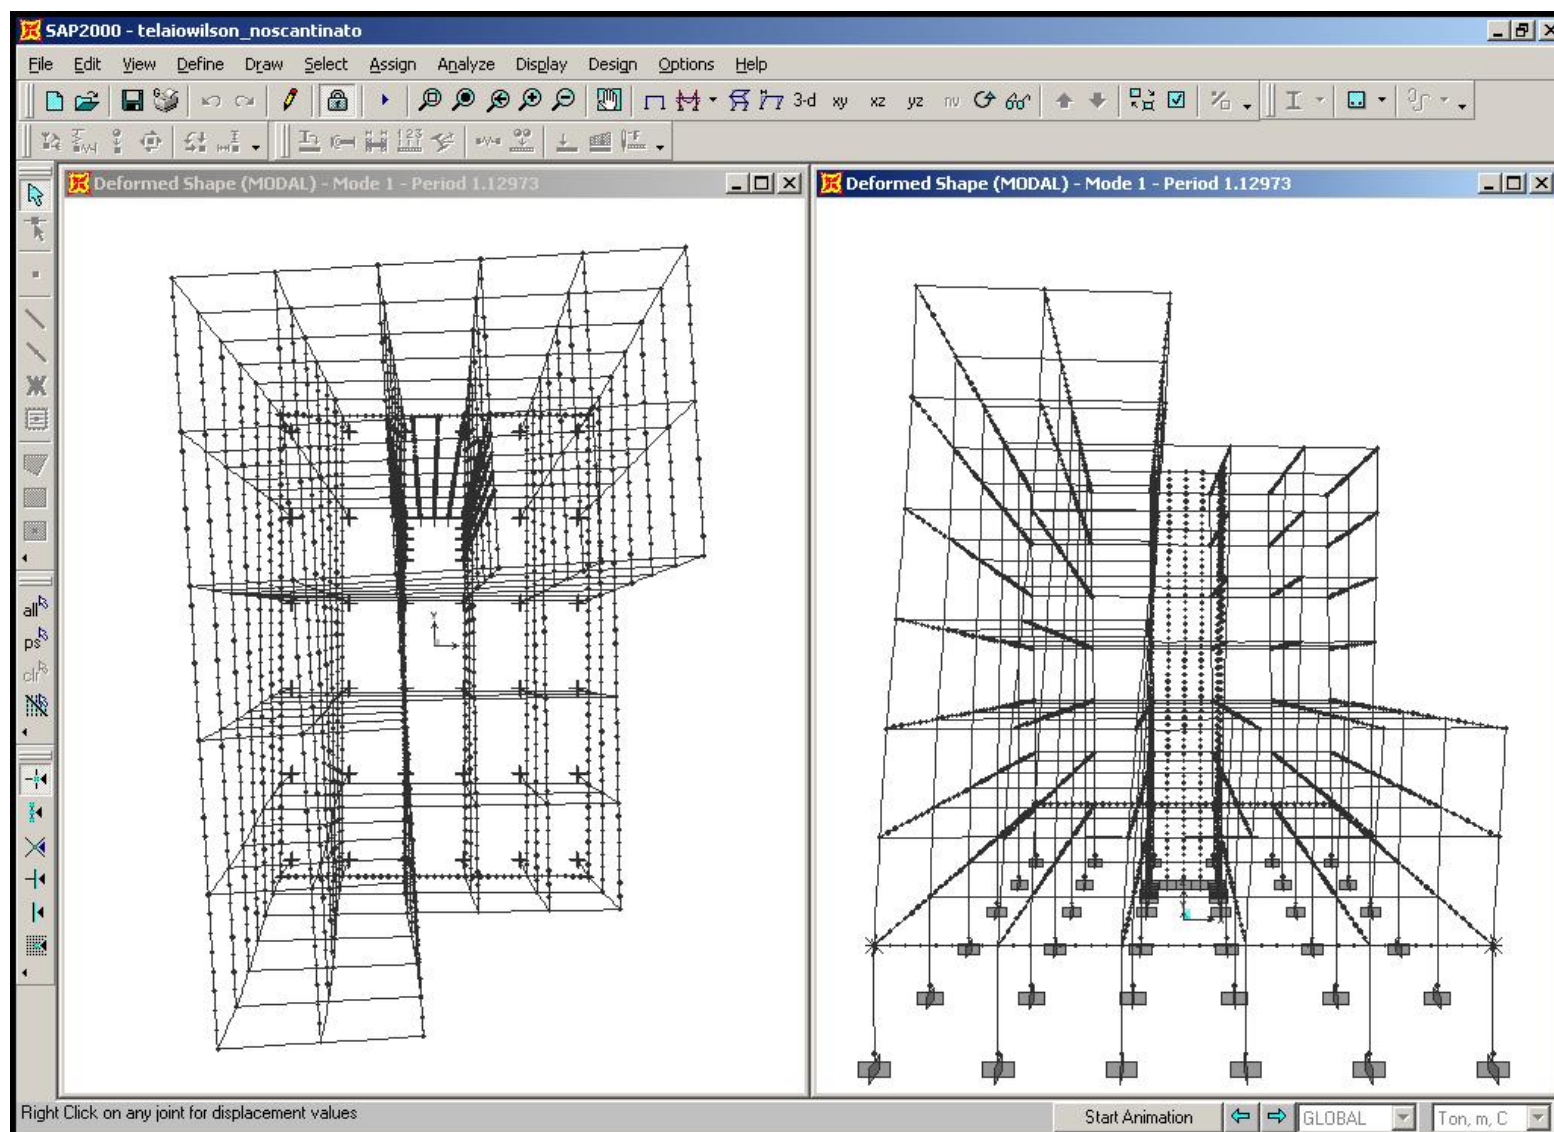 SAP2000 - telaiowilson_noscantinato
File Edit View Define Draw Select Assign Analyze Display Design Options Help
3-d xy xz yz nv
Deformed Shape (MODAL) - Mode 1 - Period 1.12973
Deformed Shape (MODAL) - Mode 1 - Period 1.12973
all
ps
clr
Y
Right Click on any joint for displacement values
Start Animation
GLOBAL
Ton, m, C